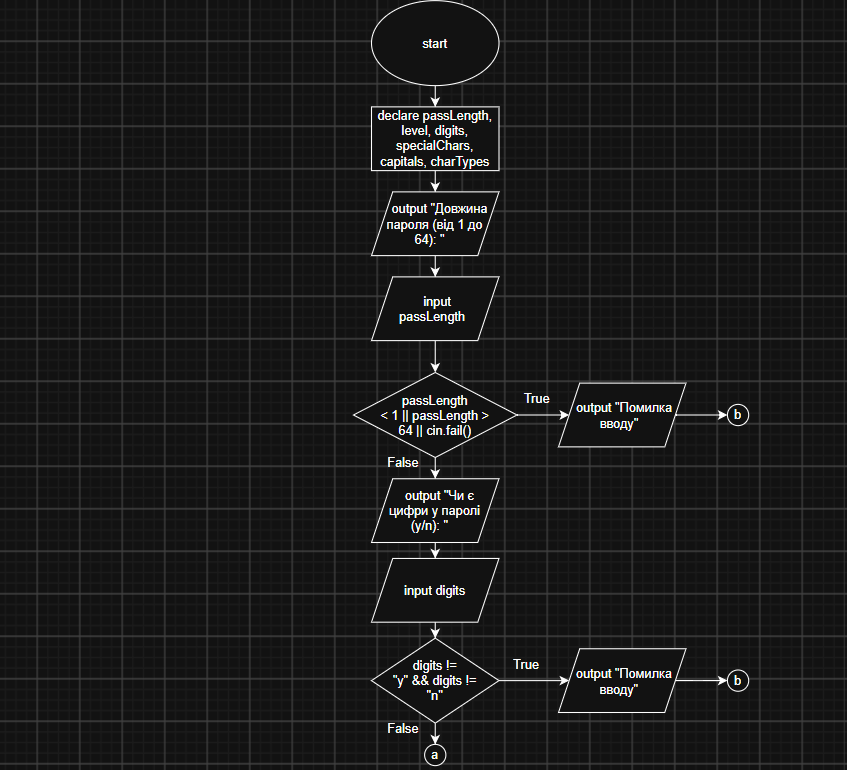 start
declare passLength,
level, digits,
specialChars,
capitals, charTypes
output "Довжина
пароля (від 1 до
64): "
input
passLength
passLength
< 1 || passLength >
64 || cin.fail()
True
output "Помилка
вводу"
b
False
output "Чи є
цифри у паролі
(y/n): "
input digits
digits !=
"y" && digits !=
"n"
True
output "Помилка
вводу"
b
False
a